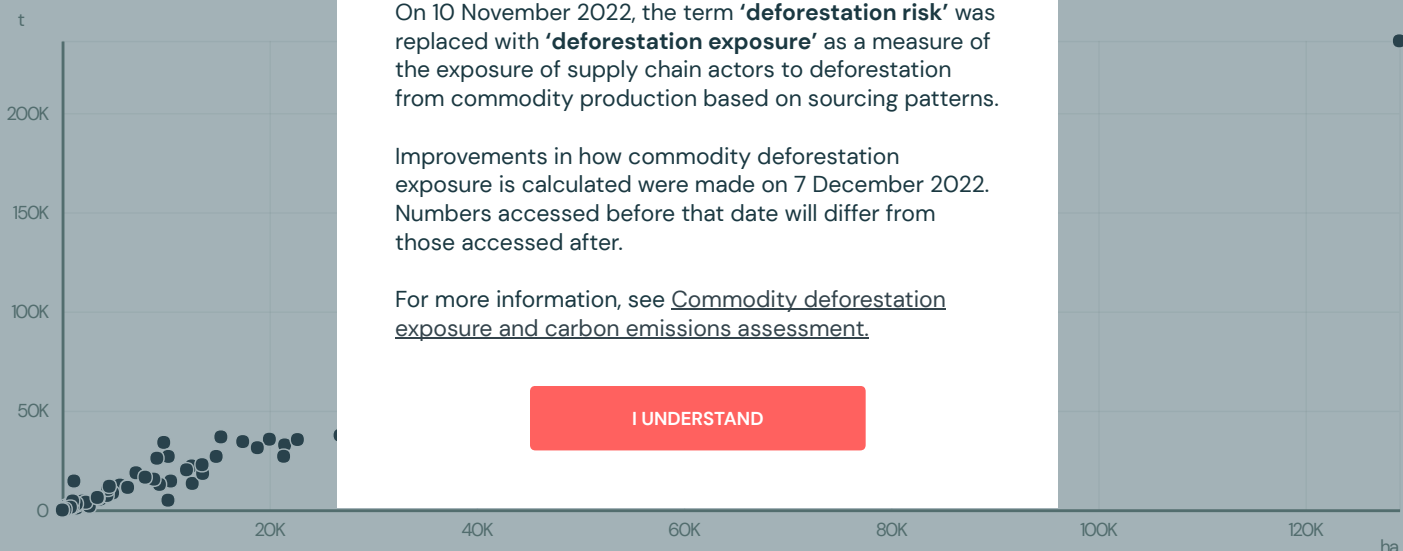 t
On 10 November 2022, the term ‘deforestation risk’ was
replaced with ‘deforestation exposure’ as a measure of
the exposure of supply chain actors to deforestation
from commodity production based on sourcing patterns.
Improvements in how commodity deforestation
exposure is calculated were made on 7 December 2022.
Numbers accessed before that date will differ from
those accessed after.
For more information, see Commodity deforestation
exposure and carbon emissions assessment.
I UNDERSTAND
200K
150K
100K
50K
0
20K
40K
60K
80K
100K
120K
ha